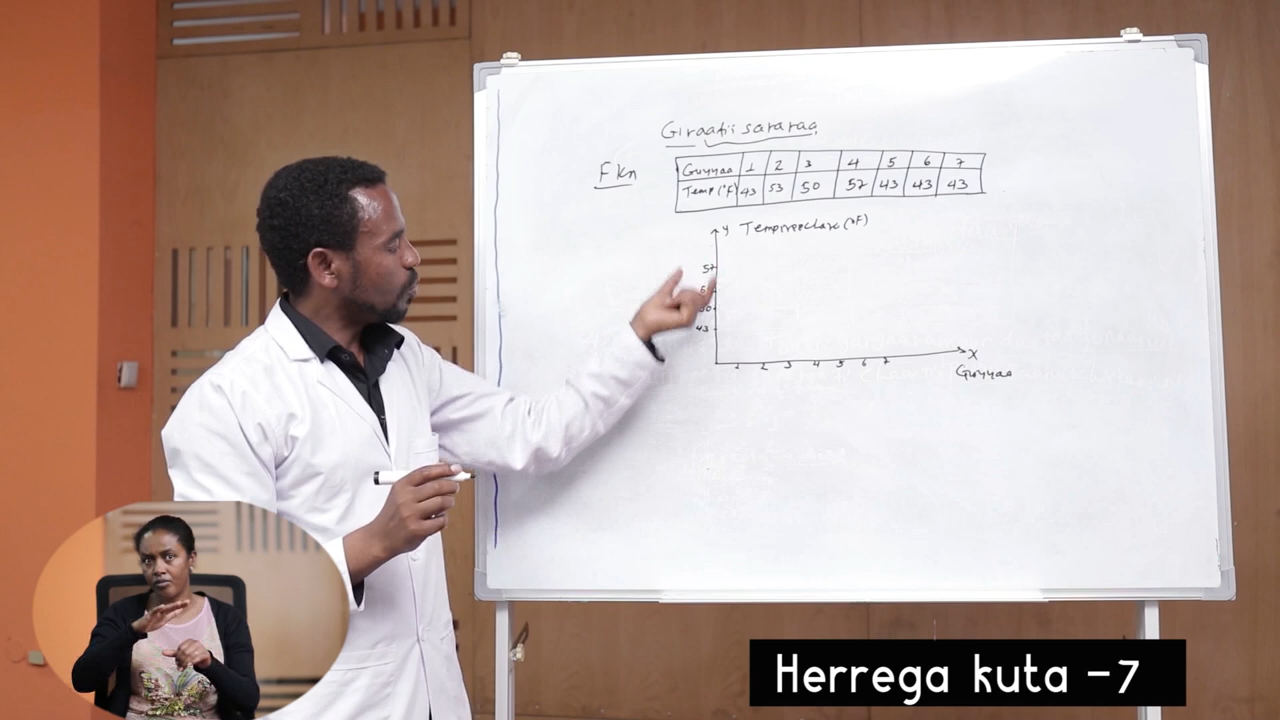 Giraafii sararaa
Fkn
Guyyaa 1 2 3 4 5 6 7
Temp(°F) 43 53 50 57 43 43 43
y Tempireechara(°F)
57
50
43
1 2 3 4 5 6 7
X
Guyyaa
Herrega kuta -7